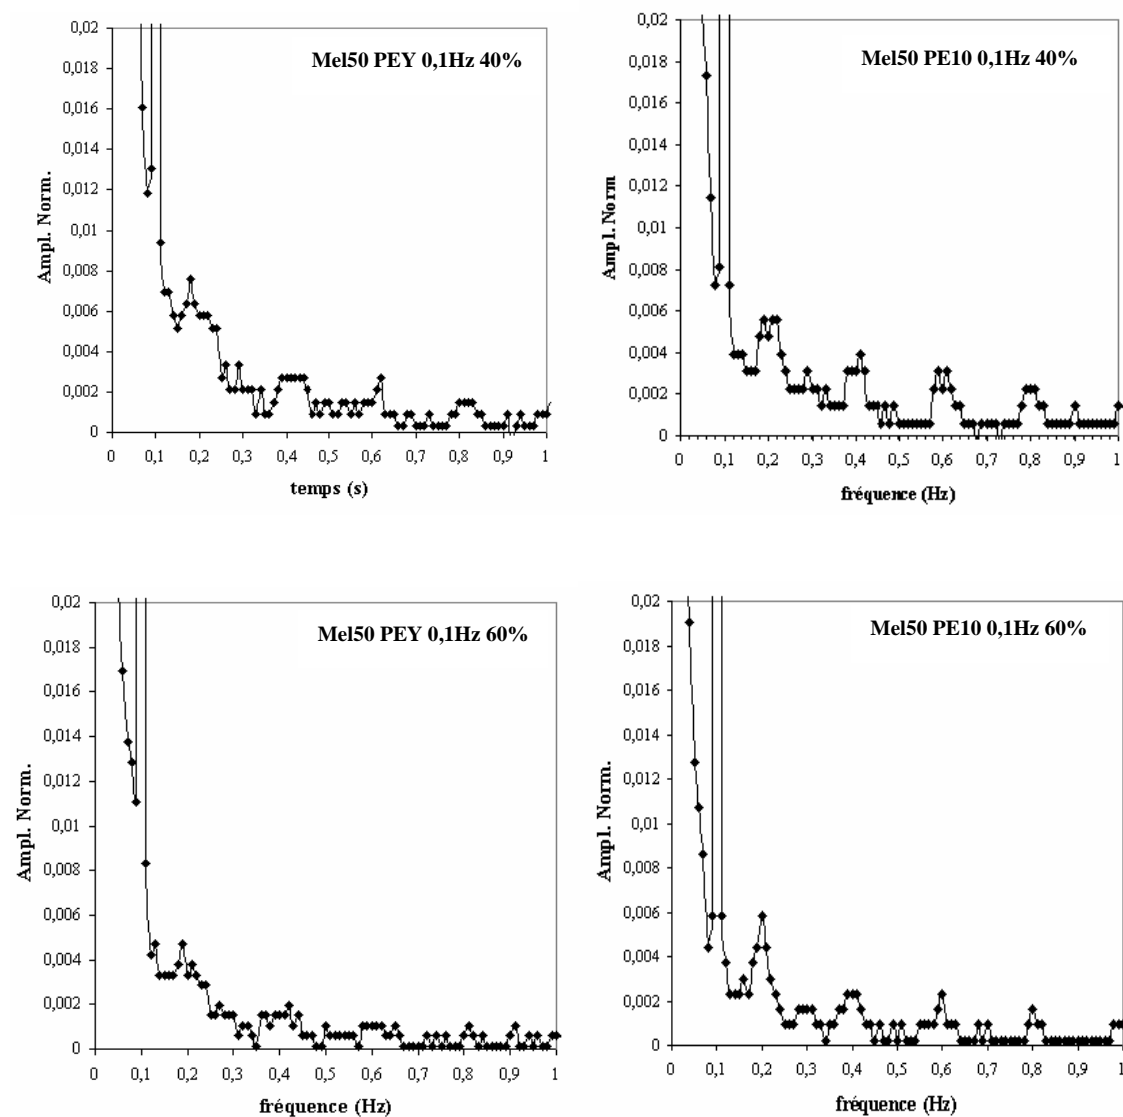 Mel50 PEY 0,1Hz 40%
Ampl. Norm.
0,02
0,018
0,016
0,014
0,012
0,01
0,008
0,006
0,004
0,002
0
0 0,1 0,2 0,3 0,4 0,5 0,6 0,7 0,8 0,9 1
temps (s)
Mel50 PE10 0,1Hz 40%
Ampl. Norm
0,02
0,018
0,016
0,014
0,012
0,01
0,008
0,006
0,004
0,002
0
0 0,1 0,2 0,3 0,4 0,5 0,6 0,7 0,8 0,9 1
fréquence (Hz)
Mel50 PEY 0,1Hz 60%
Ampl. Norm.
0,02
0,018
0,016
0,014
0,012
0,01
0,008
0,006
0,004
0,002
0
0 0,1 0,2 0,3 0,4 0,5 0,6 0,7 0,8 0,9 1
fréquence (Hz)
Mel50 PE10 0,1Hz 60%
Ampl. Norm.
0,02
0,018
0,016
0,014
0,012
0,01
0,008
0,006
0,004
0,002
0
0 0,1 0,2 0,3 0,4 0,5 0,6 0,7 0,8 0,9 1
fréquence (Hz)